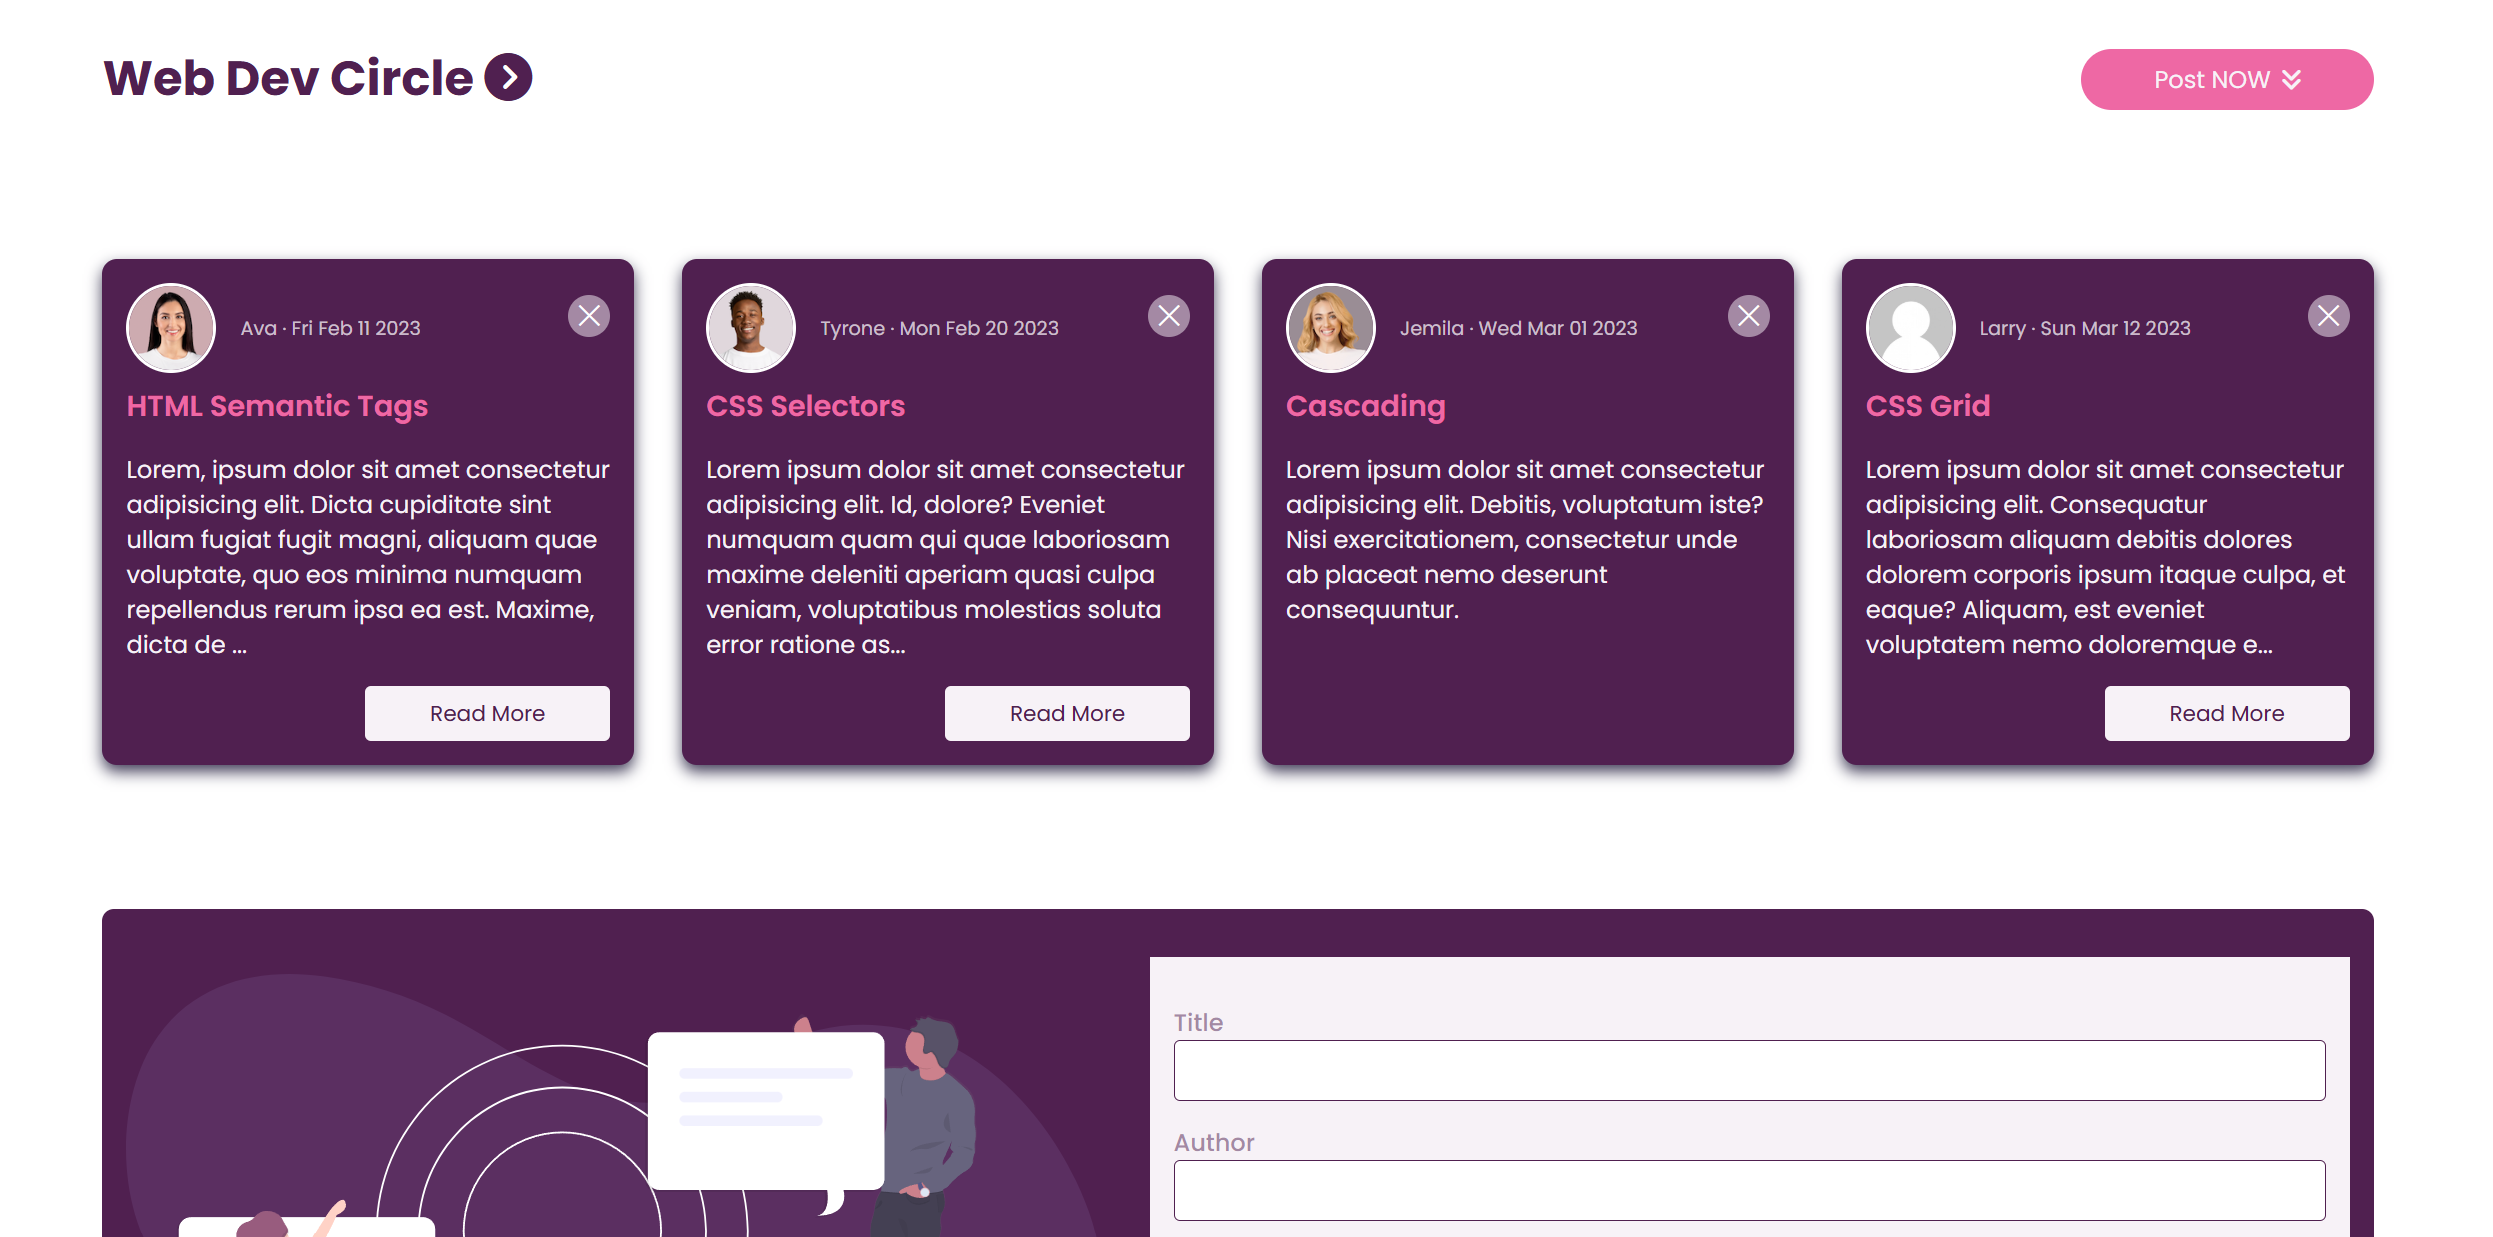 Web Dev Circle
Post NOW
Ava · Fri Feb 11 2023
HTML Semantic Tags
Lorem, ipsum dolor sit amet consectetur
adipisicing elit. Dicta cupiditate sint
ullam fugiat fugit magni, aliquam quae
voluptate, quo eos minima numquam
repellendus rerum ipsa ea est. Maxime,
dicta de ...
Read More
Tyrone · Mon Feb 20 2023
CSS Selectors
Lorem ipsum dolor sit amet consectetur
adipisicing elit. Id, dolore? Eveniet
numquam quam qui quae laboriosam
maxime deleniti aperiam quasi culpa
veniam, voluptatibus molestias soluta
error ratione as...
Read More
Jemila · Wed Mar 01 2023
Cascading
Lorem ipsum dolor sit amet consectetur
adipisicing elit. Debitis, voluptatum iste?
Nisi exercitationem, consectetur unde
ab placeat nemo deserunt
consequuntur.
Larry · Sun Mar 12 2023
CSS Grid
Lorem ipsum dolor sit amet consectetur
adipisicing elit. Consequatur
laboriosam aliquam debitis dolores
dolorem corporis ipsum itaque culpa, et
eaque? Aliquam, est eveniet
voluptatem nemo doloremque e...
Read More
Title
Author